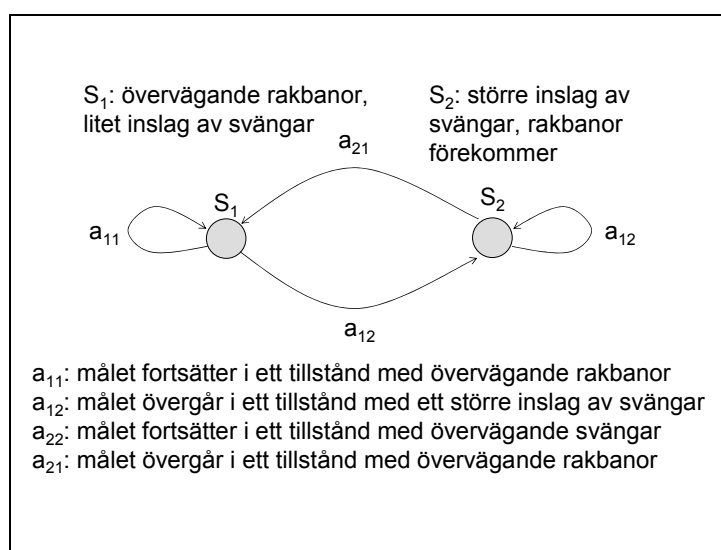 S₁: övervägande rakbanor,
litet inslag av svängar
S₂: större inslag av
svängar, rakbanor
förekommer
a₂₁
S₁
S₂
a₁₁
a₁₂
a₁₂
a₁₁: målet fortsätter i ett tillstånd med övervägande rakbanor
a₁₂: målet övergår i ett tillstånd med ett större inslag av svängar
a₂₂: målet fortsätter i ett tillstånd med övervägande svängar
a₂₁: målet övergår i ett tillstånd med övervägande rakbanor